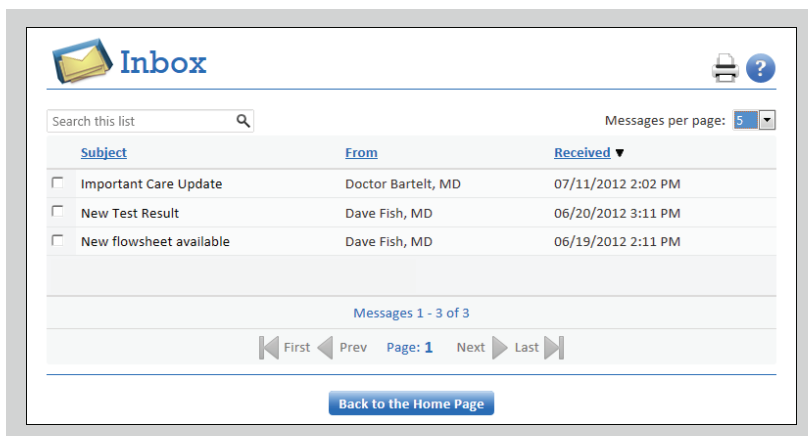 Inbox
?
Search this list
Messages per page: 5
Subject From Received ▼
Important Care Update Doctor Bartelt, MD 07/11/2012 2:02 PM
New Test Result Dave Fish, MD 06/20/2012 3:11 PM
New flowsheet available Dave Fish, MD 06/19/2012 2:11 PM
Messages 1 - 3 of 3
First Prev Page: 1 Next Last
Back to the Home Page